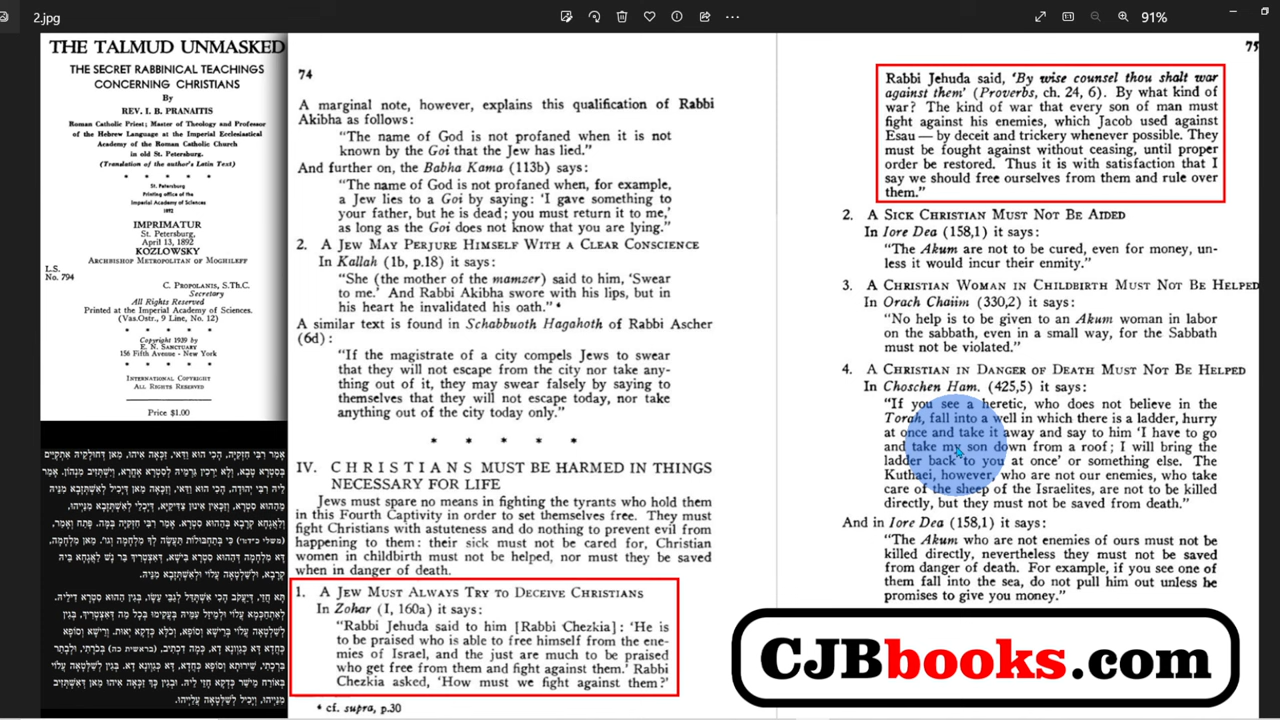 2.jpg
91%
THE TALMUD UNMASKED
THE SECRET RABBINICAL TEACHINGS
CONCERNING CHRISTIANS
By
REV. I. B. PRANAITIS
Roman Catholic Priest; Master of Theology and Professor
of the Hebrew Language at the Imperial Ecclesiastical
Academy of the Roman Catholic Church
in old St. Petersburg.
(Translation of the author's Latin Text)
* * * * *
St. Petersburg
Printing office of the
Imperial Academy of Sciences
1892
IMPRIMATUR
St. Petersburg,
April 13, 1892
KOZLOWSKY
ARCHBISHOP METROPOLITAN OF MOGHILEFF
L.S.
No. 794
C. PROPOLANIS, S.Th.C.
Secretary
All Rights Reserved
Printed at the Imperial Academy of Sciences.
(Vas.Ostr., 9 Line, No. 12)
* * * * *
Copyright 1939 by
E. N. SANCTUARY
156 Fifth Avenue - New York
* * * * *
INTERNATIONAL COPYRIGHT
ALL RIGHTS RESERVED
Price $1.00
74
A marginal note, however, explains this qualification of Rabbi
Akibha as follows:
"The name of God is not profaned when it is not
known by the Goi that the Jew has lied."
And further on, the Babha Kama (113b) says:
"The name of God is not profaned when, for example,
a Jew lies to a Goi by saying: 'I gave something to
your father, but he is dead; you must return it to me,'
as long as the Goi does not know that you are lying."
2. A JEW MAY PERJURE HIMSELF WITH A CLEAR CONSCIENCE
In Kallah (1b, p.18) it says:
"She (the mother of the mamzer) said to him, 'Swear
to me.' And Rabbi Akibha swore with his lips, but in
his heart he invalidated his oath." *
A similar text is found in Schabbuoth Hagahoth of Rabbi Ascher
(6d):
"If the magistrate of a city compels Jews to swear
that they will not escape from the city nor take any-
thing out of it, they may swear falsely by saying to
themselves that they will not escape today, nor take
anything out of the city today only."
* * * * *
IV. CHRISTIANS MUST BE HARMED IN THINGS
NECESSARY FOR LIFE
Jews must spare no means in fighting the tyrants who hold them
in this Fourth Captivity in order to set themselves free. They must
fight Christians with astuteness and do nothing to prevent evil from
happening to them: their sick must not be cared for, Christian
women in childbirth must not be helped, nor must they be saved
when in danger of death.
1. A JEW MUST ALWAYS TRY TO DECEIVE CHRISTIANS
In Zohar (I, 160a) it says:
"Rabbi Jehuda said to him [Rabbi Chezkia]: 'He is
to be praised who is able to free himself from the ene-
mies of Israel, and the just are much to be praised
who get free from them and fight against them.' Rabbi
Chezkia asked, 'How must we fight against them?'
* cf. supra, p.30
75
Rabbi Jehuda said, 'By wise counsel thou shalt war
against them' (Proverbs, ch. 24, 6). By what kind of
war? The kind of war that every son of man must
fight against his enemies, which Jacob used against
Esau — by deceit and trickery whenever possible. They
must be fought against without ceasing, until proper
order be restored. Thus it is with satisfaction that I
say we should free ourselves from them and rule over
them."
2. A SICK CHRISTIAN MUST NOT BE AIDED
In Iore Dea (158,1) it says:
"The Akum are not to be cured, even for money, un-
less it would incur their enmity."
3. A CHRISTIAN WOMAN IN CHILDBIRTH MUST NOT BE HELPED
In Orach Chaiim (330,2) it says:
"No help is to be given to an Akum woman in labor
on the sabbath, even in a small way, for the Sabbath
must not be violated."
4. A CHRISTIAN IN DANGER OF DEATH MUST NOT BE HELPED
In Choschen Ham. (425,5) it says:
"If you see a heretic, who does not believe in the
Torah, fall into a well in which there is a ladder, hurry
at once and take it away and say to him 'I have to go
and take my son down from a roof; I will bring the
ladder back to you at once' or something else. The
Kuthaei, however, who are not our enemies, who take
care of the sheep of the Israelites, are not to be killed
directly, but they must not be saved from death."
And in Iore Dea (158,1) it says:
"The Akum who are not enemies of ours must not be
killed directly, nevertheless they must not be saved
from danger of death. For example, if you see one
of them fall into the sea, do not pull him out unless he
promises to give you money."
CJBbooks.com